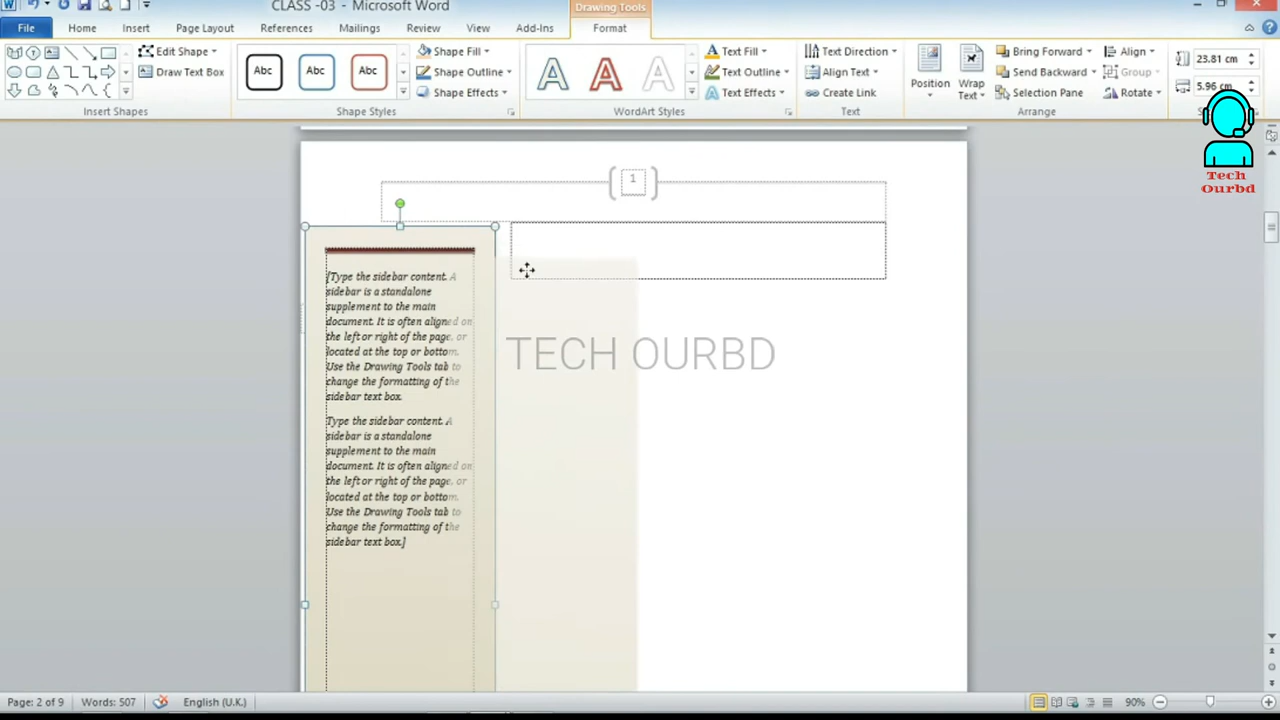 CLASS -03 - Microsoft Word
Drawing Tools
File Home Insert Page Layout References Mailings Review View Add-Ins Format
Edit Shape
Draw Text Box
Insert Shapes
Abc Abc Abc
Shape Fill
Shape Outline
Shape Effects
Shape Styles
A A A
Text Fill
Text Outline
Text Effects
WordArt Styles
Text Direction
Align Text
Create Link
Text
Position
Wrap
Text
Bring Forward
Send Backward
Selection Pane
Align
Group
Rotate
Arrange
23.81 cm
5.96 cm
Tech
Ourbd
1
[Type the sidebar content. A
sidebar is a standalone
supplement to the main
document. It is often aligned on
the left or right of the page, or
located at the top or bottom.
Use the Drawing Tools tab to
change the formatting of the
sidebar text box.
Type the sidebar content. A
sidebar is a standalone
supplement to the main
document. It is often aligned on
the left or right of the page, or
located at the top or bottom.
Use the Drawing Tools tab to
change the formatting of the
sidebar text box.]
TECH OURBD
Page: 2 of 9 Words: 507 English (U.K.) 90%